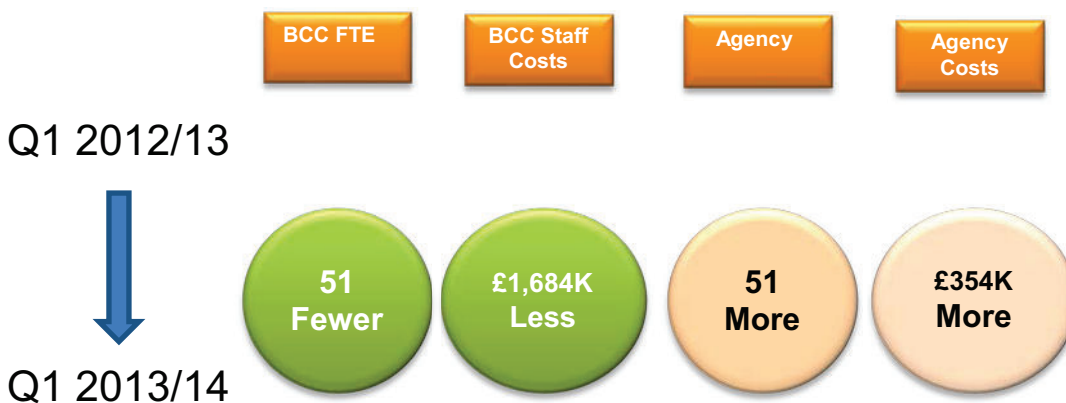 BCC FTE
BCC Staff
Costs
Agency
Agency
Costs
Q1 2012/13
51
Fewer
£1,684K
Less
51
More
£354K
More
Q1 2013/14